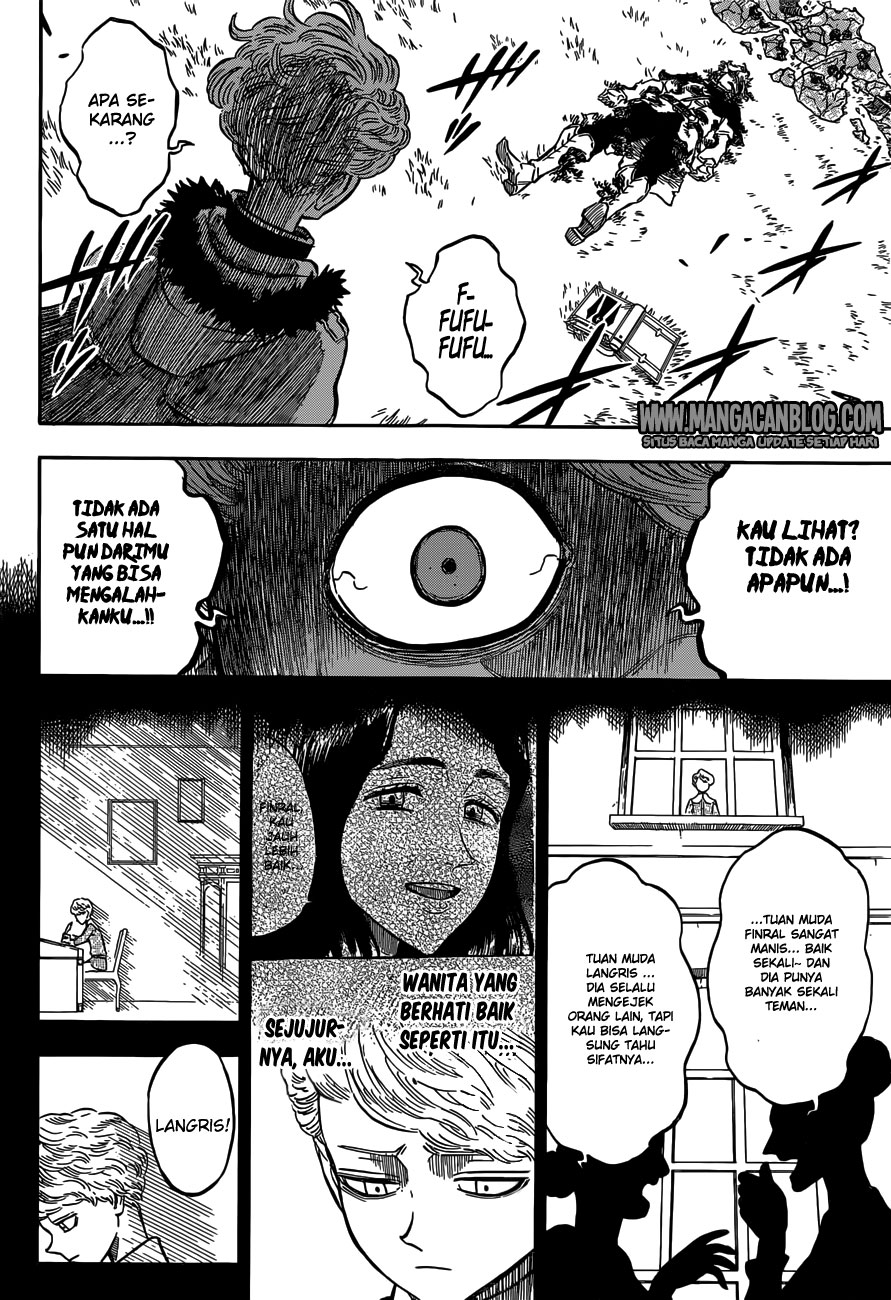 F-
FUFU-
FUFU...
APA SE-
KARANG
...?
WWW.MANGACANBLOG.COM
SITUS BACA MANGA UPDATE SETIAP HARI
KAU LIHAT?
TIDAK ADA
APAPUN...!
TIDAK ADA
SATU HAL
PUN DARIMU
YANG BISA
MENGALAH-
KANKU...!!
...TUAN MUDA
FINRAL SANGAT
MANIS... BAIK
SEKALI~ DAN
DIA PUNYA
BANYAK SEKALI
TEMAN...
TUAN MUDA
LANGRIS ...
DIA SELALU
MENGEJEK
ORANG LAIN, TAPI
KAU BISA LANG-
SUNG TAHU
SIFATNYA...
FINRAL
KAU
JAUH
LEBIH
BAIK...
WANITA YANG
BERHATI BAIK
SEPERTI ITU...
SEJUJUR-
NYA, AKU...
LANGRIS!